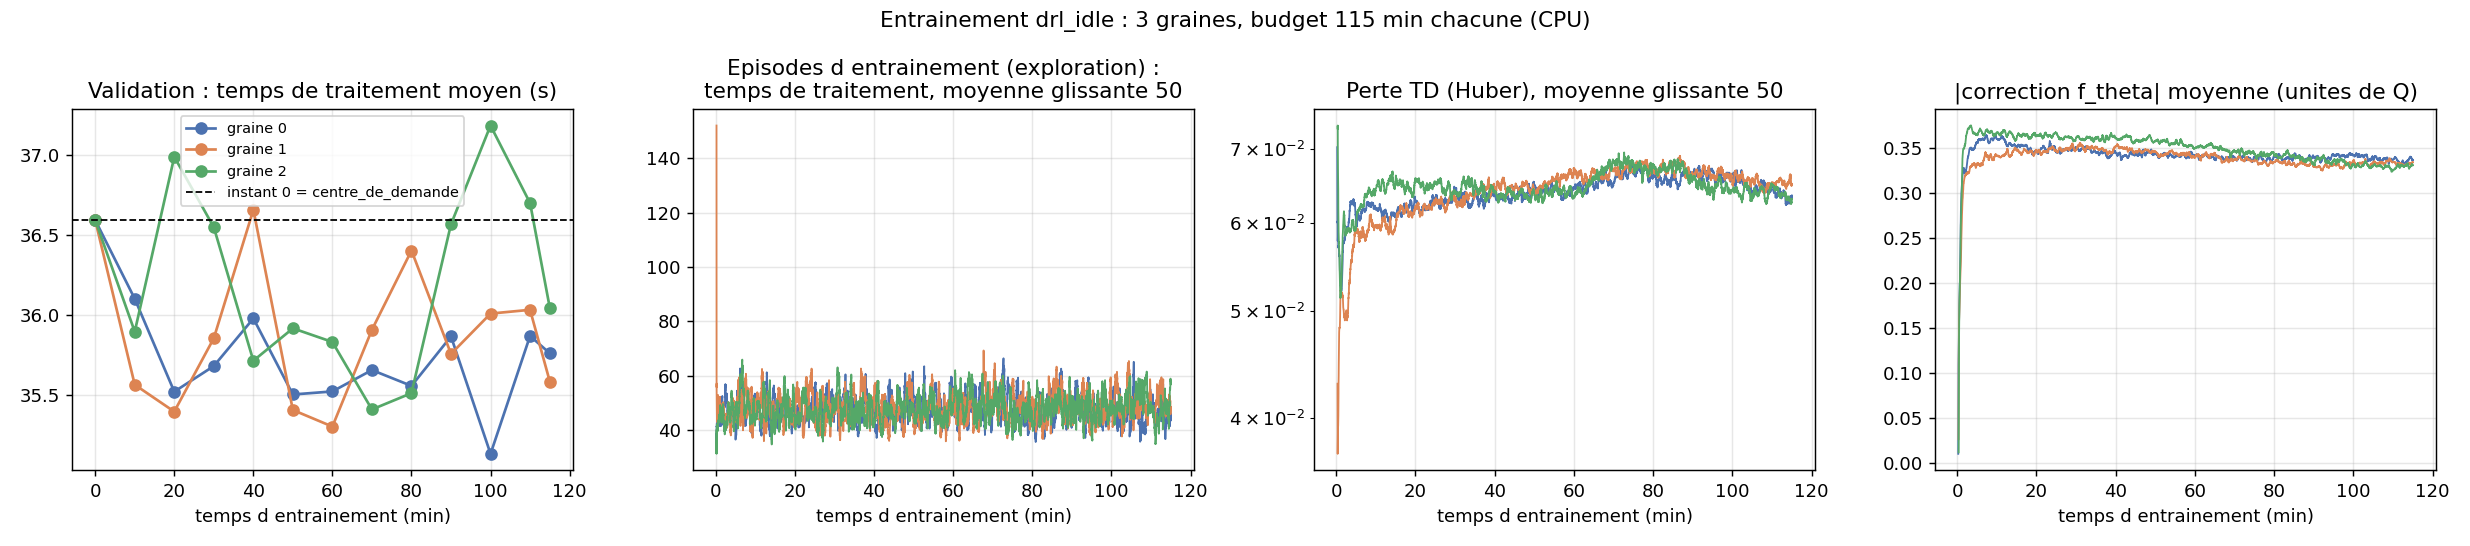 Entrainement drl_idle : 3 graines, budget 115 min chacune (CPU)
Validation : temps de traitement moyen (s)
graine 0
graine 1
graine 2
instant 0 = centre_de_demande
37.0
36.5
36.0
35.5
0 20 40 60 80 100 120
temps d entrainement (min)
Episodes d entrainement (exploration) :
temps de traitement, moyenne glissante 50
140
120
100
80
60
40
0 20 40 60 80 100 120
temps d entrainement (min)
Perte TD (Huber), moyenne glissante 50
7 × 10⁻²
6 × 10⁻²
5 × 10⁻²
4 × 10⁻²
0 20 40 60 80 100 120
temps d entrainement (min)
|correction f_theta| moyenne (unites de Q)
0.35
0.30
0.25
0.20
0.15
0.10
0.05
0.00
0 20 40 60 80 100 120
temps d entrainement (min)